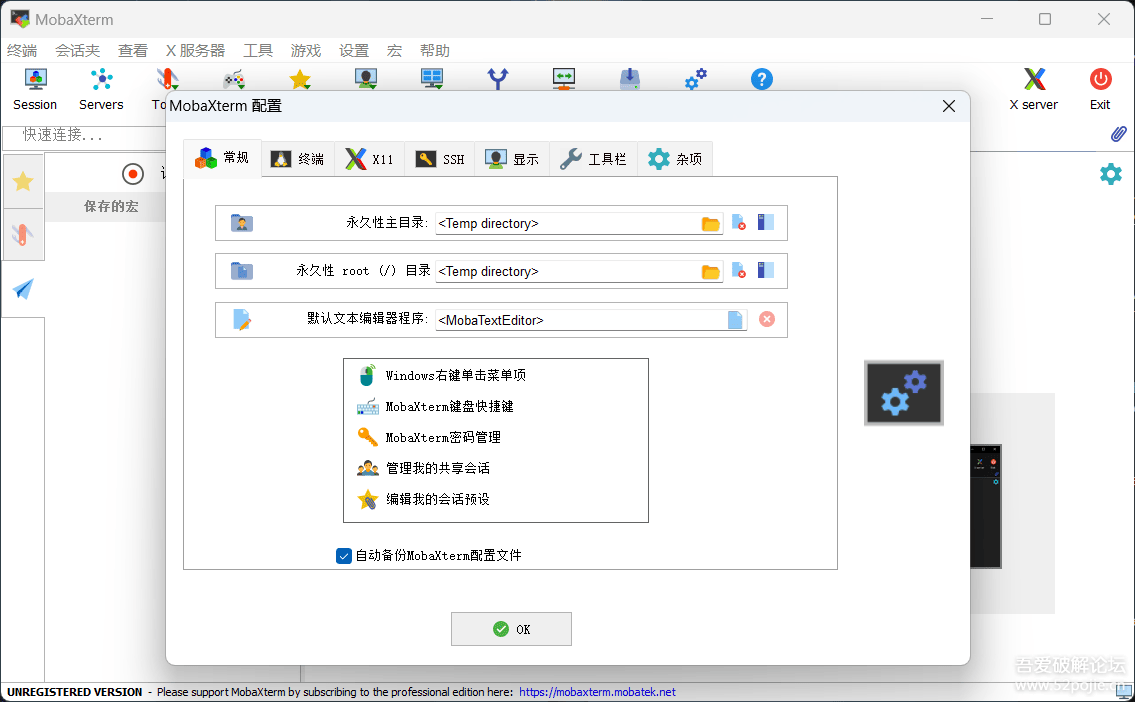 MobaXterm
终端 会话夹 查看 X 服务器 工具 游戏 设置 宏 帮助
Session Servers X server Exit
快速连接...
保存的宏
MobaXterm 配置
常规 终端 X11 SSH 显示 工具栏 杂项
永久性主目录: <Temp directory>
永久性 root (/) 目录 <Temp directory>
默认文本编辑器程序: <MobaTextEditor>
Windows右键单击菜单项
MobaXterm键盘快捷键
MobaXterm密码管理
管理我的共享会话
编辑我的会话预设
自动备份MobaXterm配置文件
OK
吾爱破解论坛
www.52pojie.cn
UNREGISTERED VERSION - Please support MobaXterm by subscribing to the professional edition here: https://mobaxterm.mobatek.net